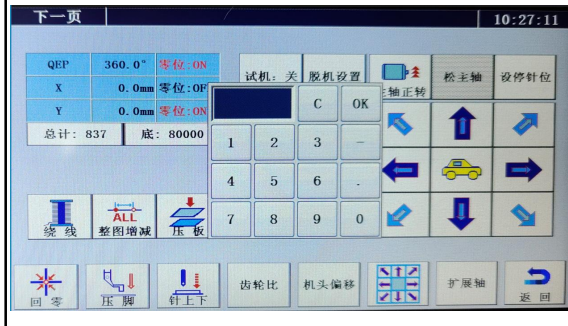 下一页 10:27:11
QEP 360.0° 零位:ON
X 0.0mm 零位:OF
Y 0.0mm 零位:ON
总计: 837 底: 80000
试机: 关 脱机设置 主轴正转 松主轴 设停针位
C OK
1 2 3 -
4 5 6 .
7 8 9 0
绕线 ALL 整图增减 压板
回零 压脚 针上下 齿轮比 机头偏移 扩展轴 返回